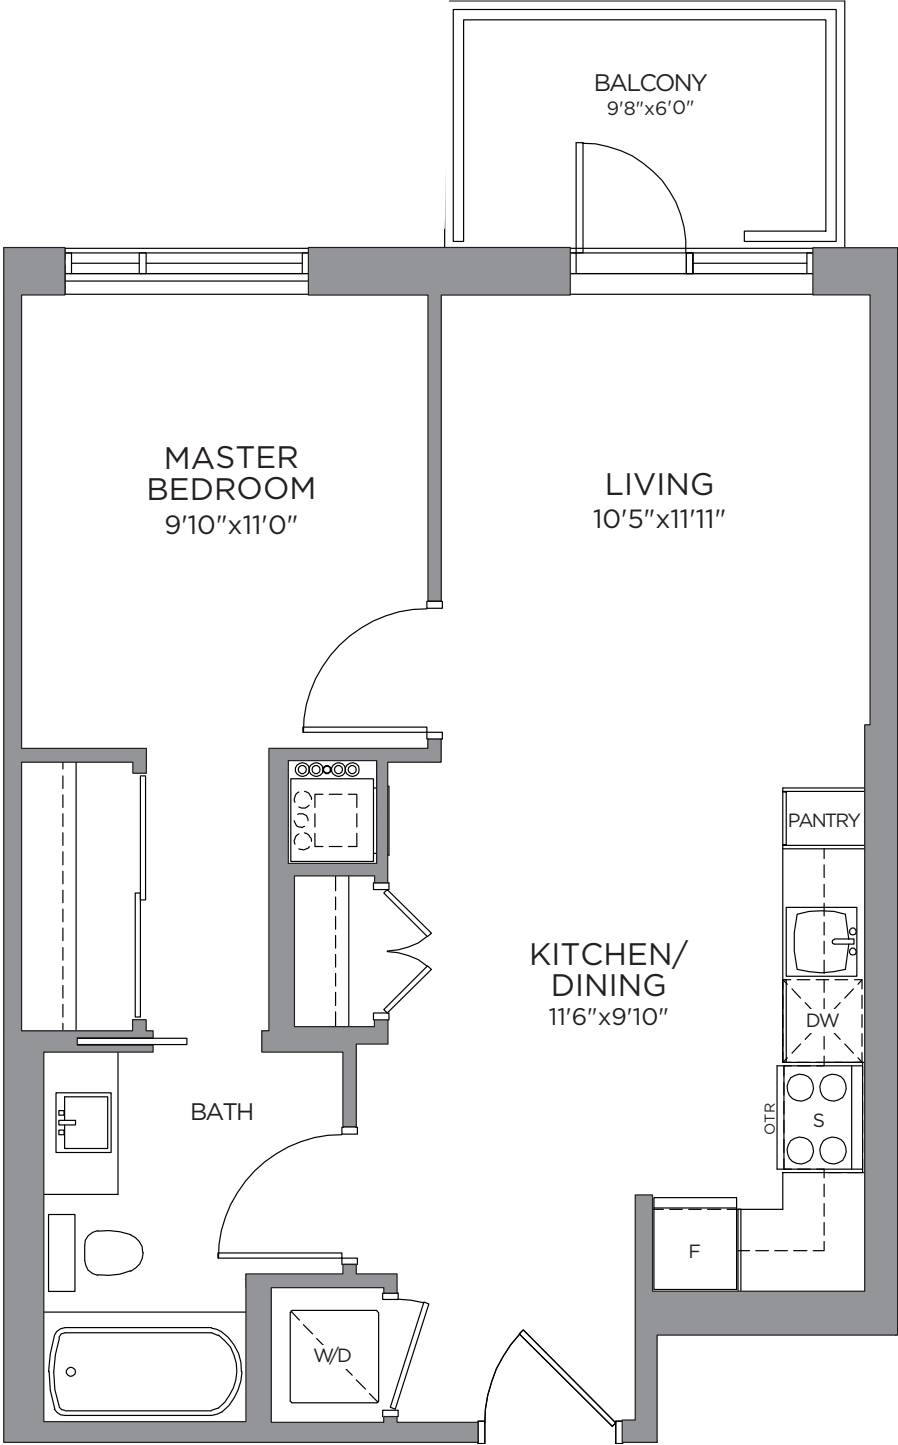 BALCONY
9'8"x6'0"
MASTER
BEDROOM
9'10"x11'0"
LIVING
10'5"x11'11"
PANTRY
KITCHEN/
DINING
11'6"x9'10"
DW
BATH
OTR
S
F
W/D